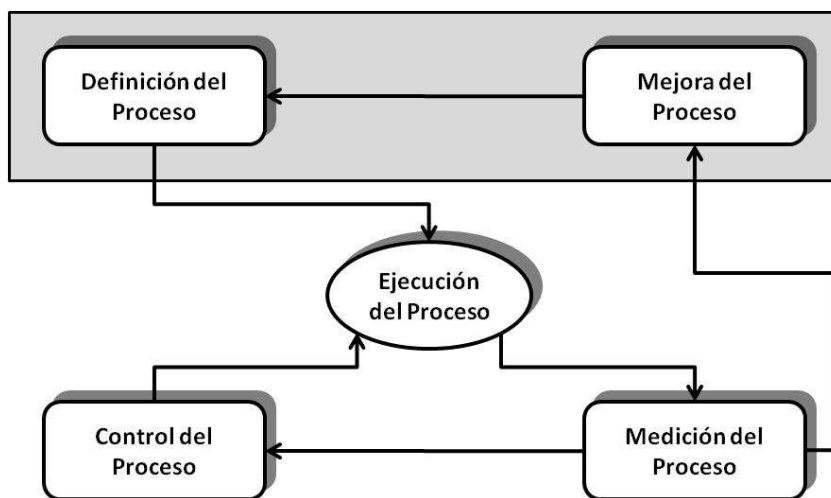 Definición del
Proceso
Mejora del
Proceso
Ejecución
del Proceso
Control del
Proceso
Medición del
Proceso